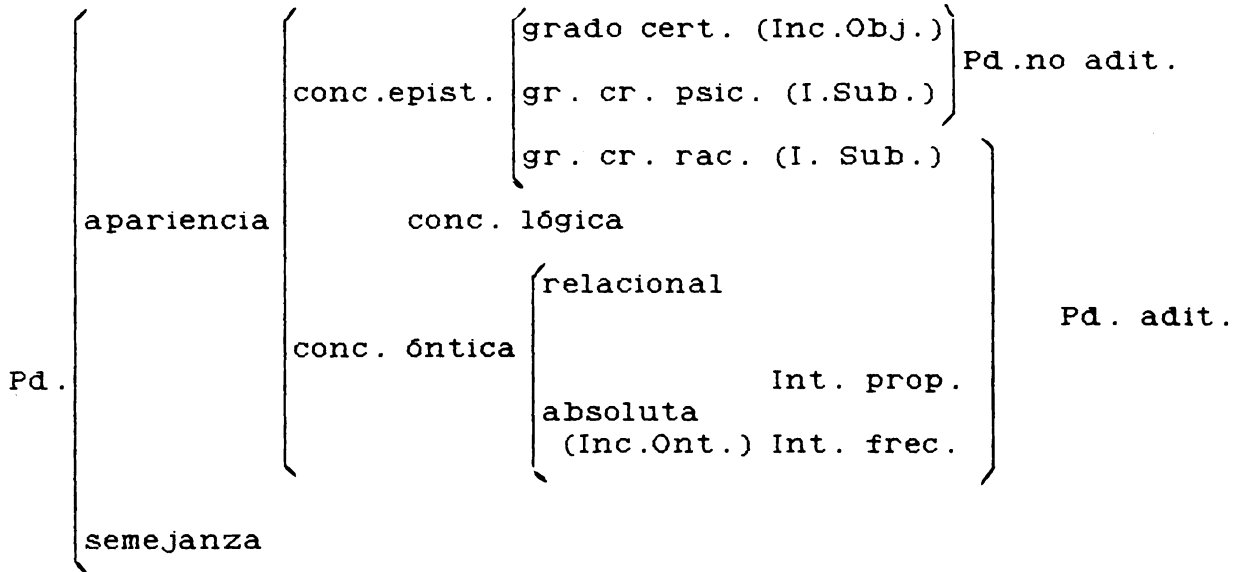 grado cert. (Inc.Obj.)
Pd.no adit.
conc.epist. gr. cr. psic. (I.Sub.)
gr. cr. rac. (I. Sub.)
apariencia conc. lógica
relacional
Pd. adit.
conc. óntica
Pd. Int. prop.
absoluta
(Inc.Ont.) Int. frec.
semejanza